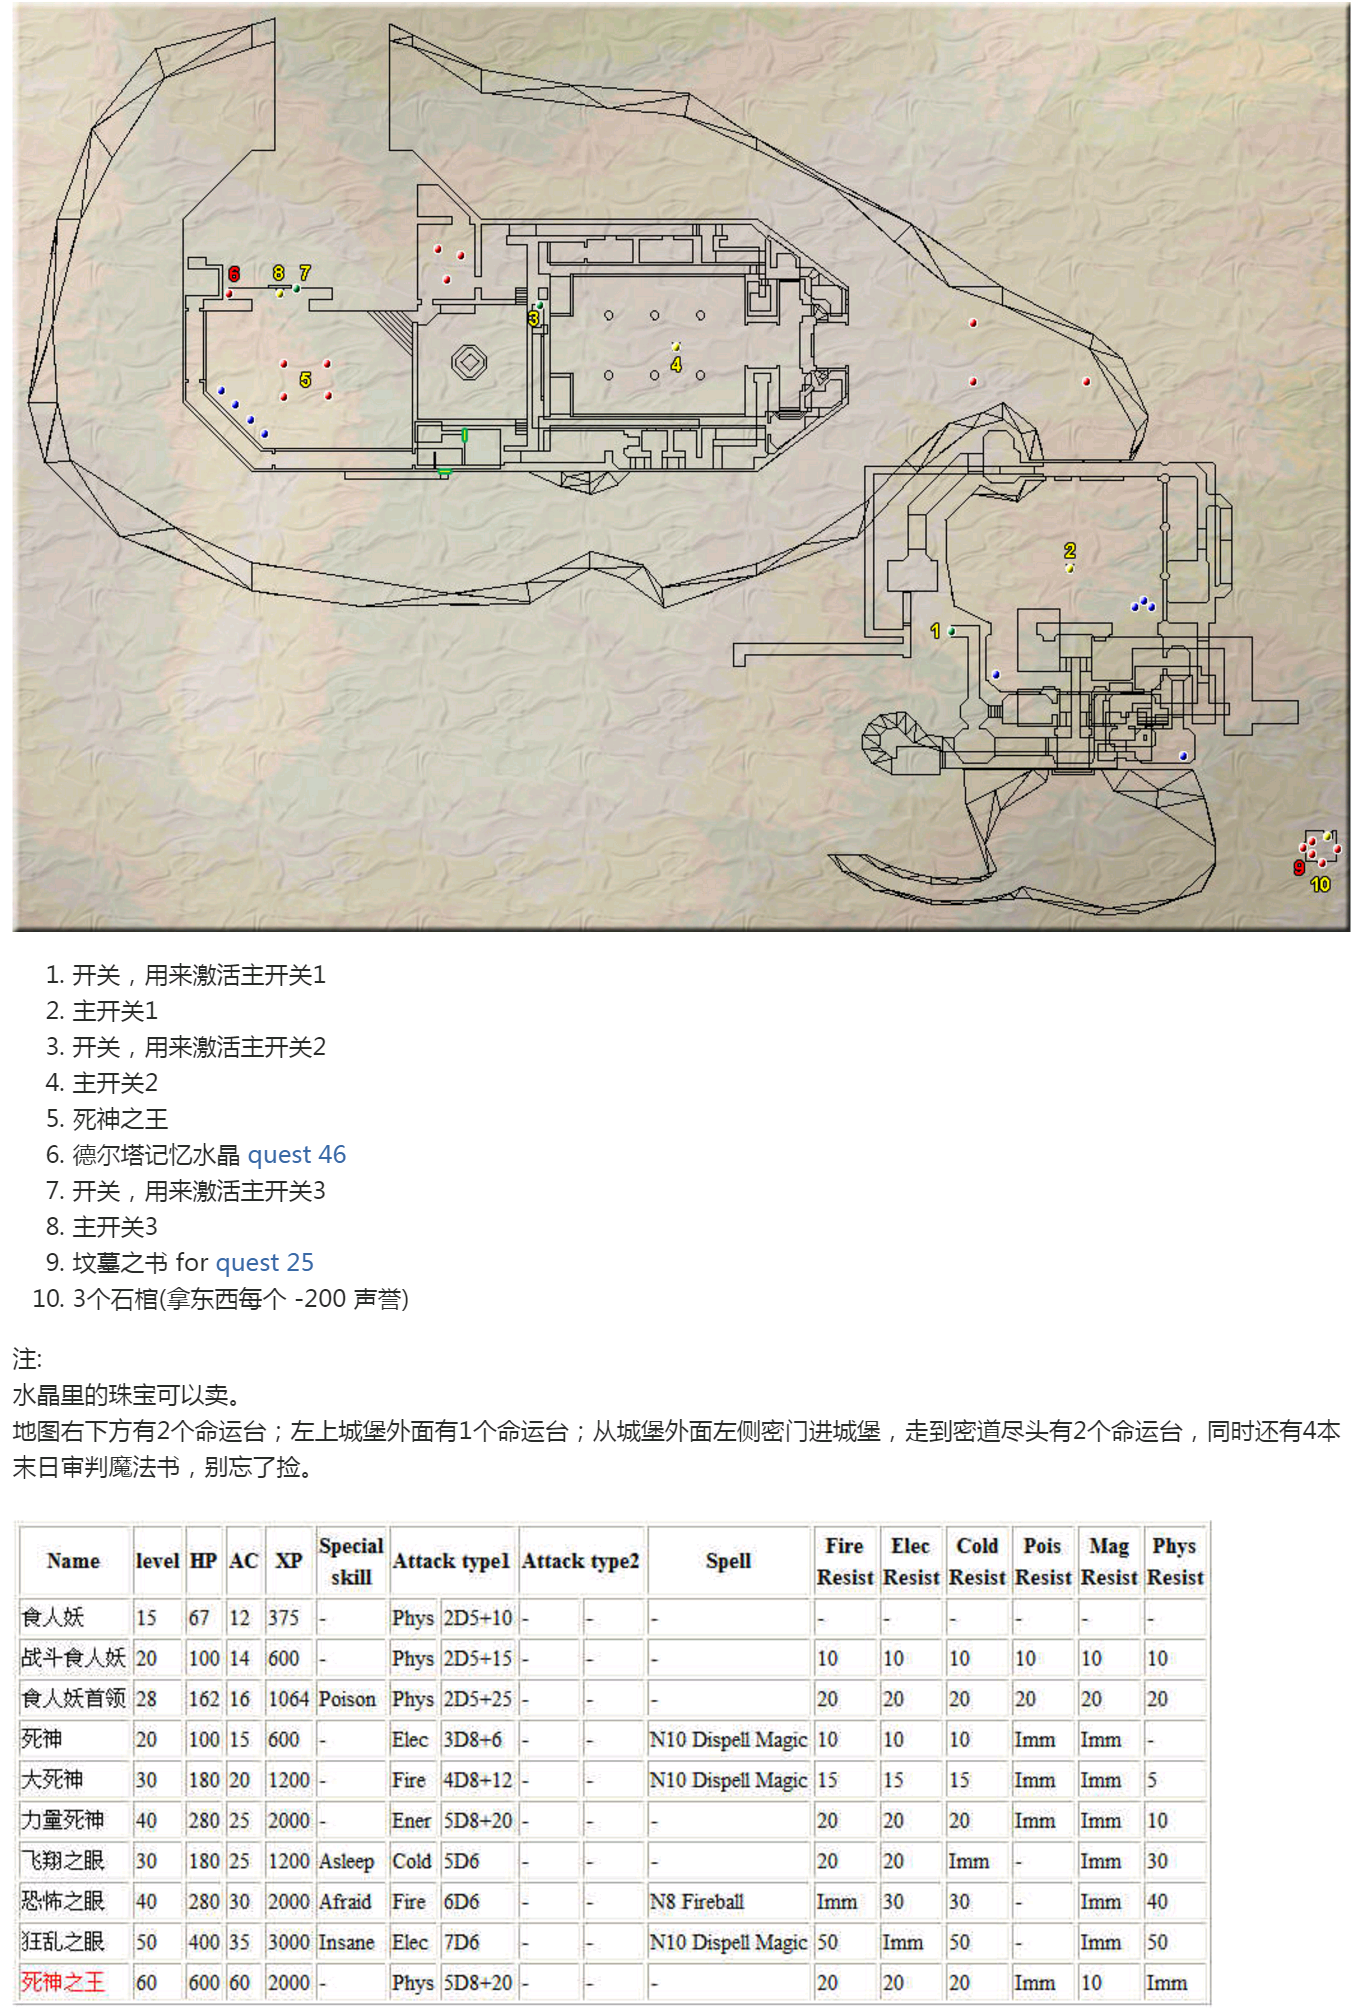 6
8
7
3
4
5
2
1
9
10
1. 开关，用来激活主开关1
2. 主开关1
3. 开关，用来激活主开关2
4. 主开关2
5. 死神之王
6. 德尔塔记忆水晶 quest 46
7. 开关，用来激活主开关3
8. 主开关3
9. 坟墓之书 for quest 25
10. 3个石棺(拿东西每个 -200 声誉)
注:
水晶里的珠宝可以卖。
地图右下方有2个命运台；左上城堡外面有1个命运台；从城堡外面左侧密门进城堡，走到密道尽头有2个命运台，同时还有4本
末日审判魔法书，别忘了捡。
Name level HP AC XP Special skill Attack type1 Attack type2 Spell Fire Resist Elec Resist Cold Resist Pois Resist Mag Resist Phys Resist
食人妖 15 67 12 375 - Phys 2D5+10 - - - - - - - - -
战斗食人妖 20 100 14 600 - Phys 2D5+15 - - - 10 10 10 10 10 10
食人妖首领 28 162 16 1064 Poison Phys 2D5+25 - - - 20 20 20 20 20 20
死神 20 100 15 600 - Elec 3D8+6 - - N10 Dispell Magic 10 10 10 Imm Imm -
大死神 30 180 20 1200 - Fire 4D8+12 - - N10 Dispell Magic 15 15 15 Imm Imm 5
力量死神 40 280 25 2000 - Ener 5D8+20 - - - 20 20 20 Imm Imm 10
飞翔之眼 30 180 25 1200 Asleep Cold 5D6 - - - 20 20 Imm - Imm 30
恐怖之眼 40 280 30 2000 Afraid Fire 6D6 - - N8 Fireball Imm 30 30 - Imm 40
狂乱之眼 50 400 35 3000 Insane Elec 7D6 - - N10 Dispell Magic 50 Imm 50 - Imm 50
死神之王 60 600 60 2000 - Phys 5D8+20 - - - 20 20 20 Imm 10 Imm